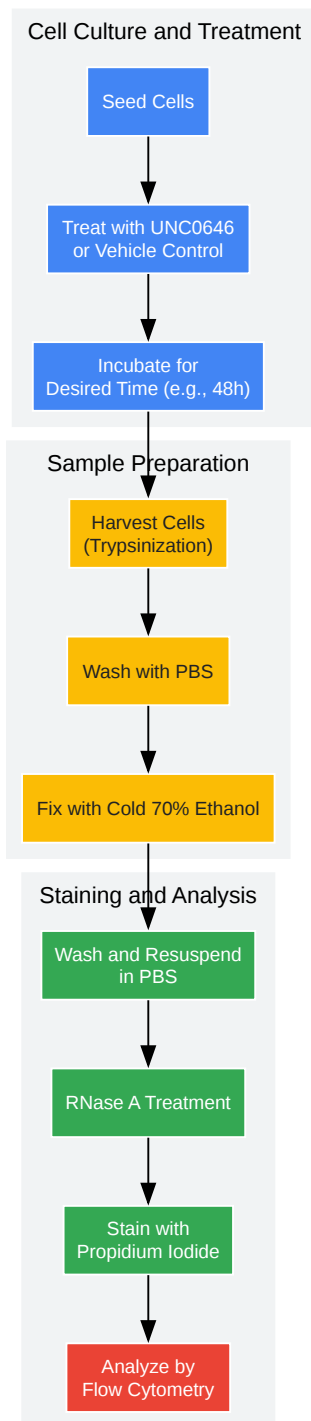 Cell Culture and Treatment
Seed Cells
Treat with UNC0646
or Vehicle Control
Incubate for
Desired Time (e.g., 48h)
Sample Preparation
Harvest Cells
(Trypsinization)
Wash with PBS
Fix with Cold 70% Ethanol
Staining and Analysis
Wash and Resuspend
in PBS
RNase A Treatment
Stain with
Propidium Iodide
Analyze by
Flow Cytometry